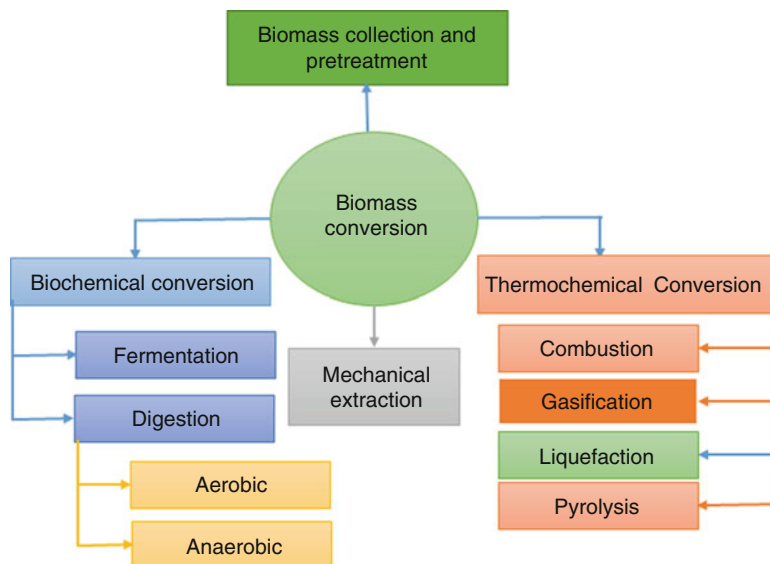 Biomass collection and
pretreatment
Biomass
conversion
Biochemical conversion
Fermentation
Digestion
Aerobic
Anaerobic
Mechanical
extraction
Thermochemical Conversion
Combustion
Gasification
Liquefaction
Pyrolysis